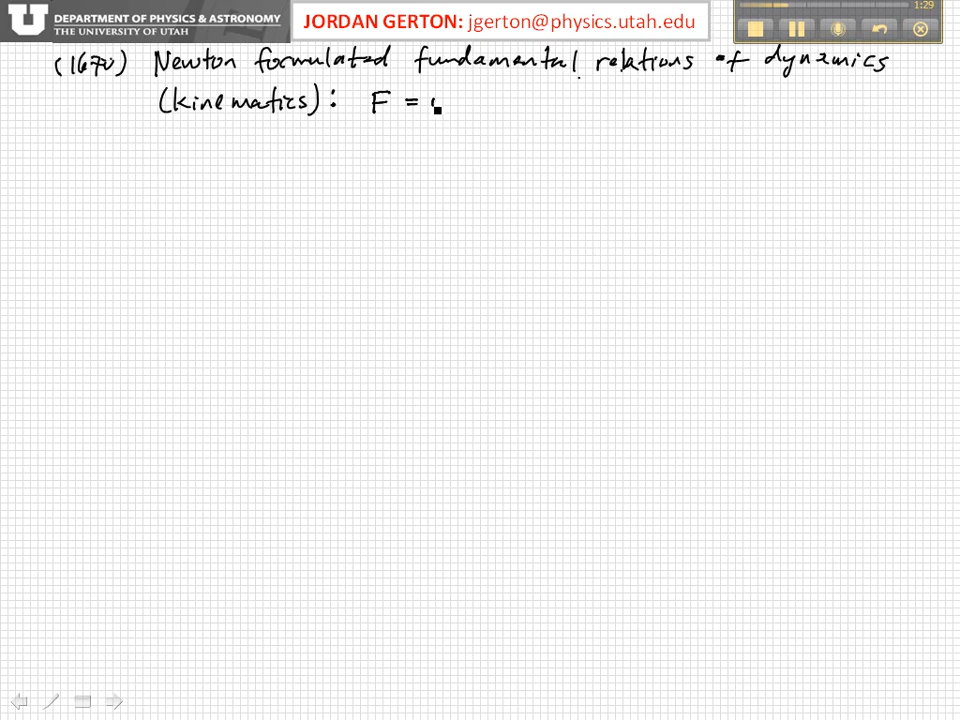 U DEPARTMENT OF PHYSICS & ASTRONOMY
THE UNIVERSITY OF UTAH
JORDAN GERTON: jgerton@physics.utah.edu
1:29
(1670) Newton formulated fundamental relations of dynamics
(kinematics): F =